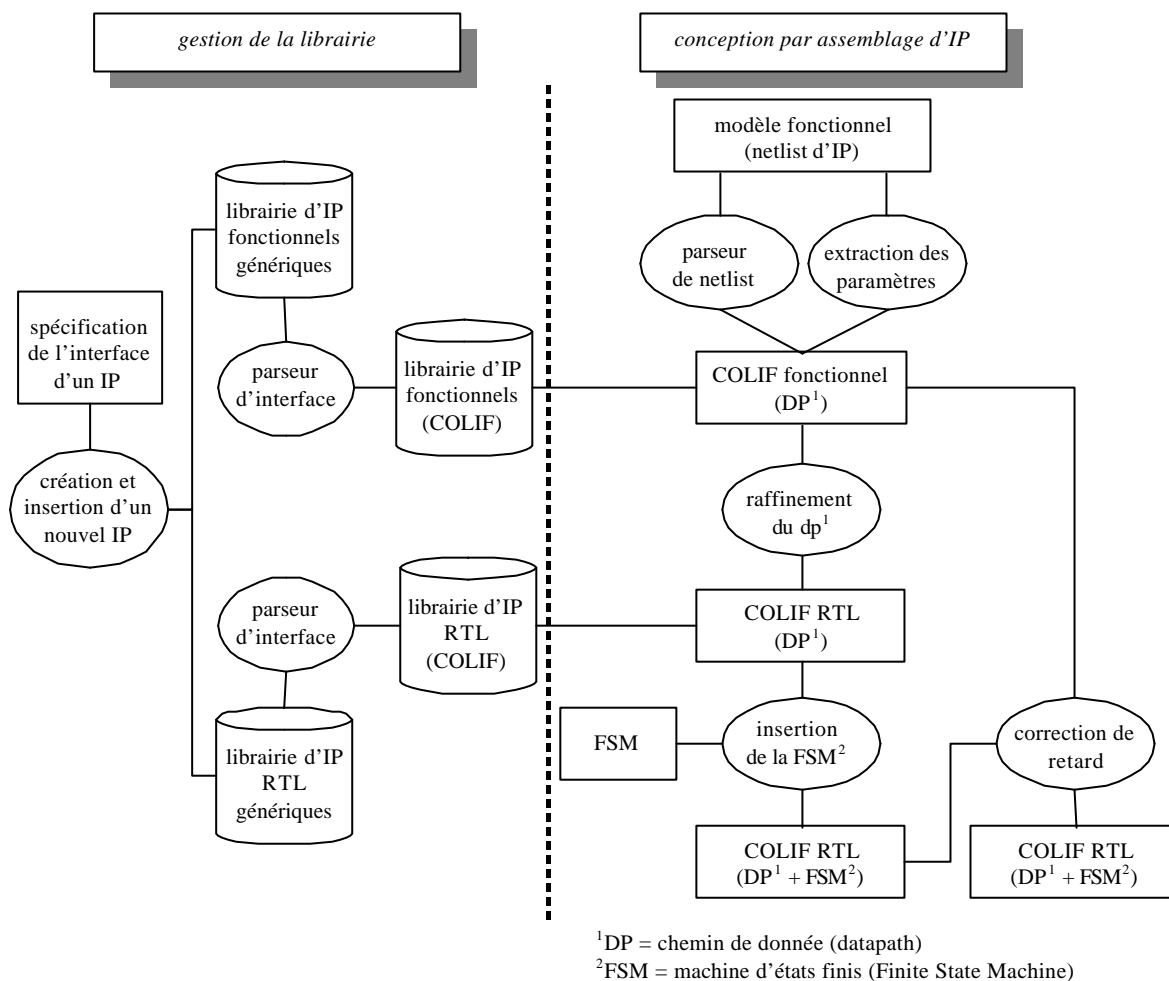 gestion de la librairie
conception par assemblage d'IP
modèle fonctionnel
(netlist d'IP)
librairie d'IP
fonctionnels
génériques
parseur
de netlist
extraction des
paramètres
spécification
de l'interface
d'un IP
parseur
d'interface
librairie d'IP
fonctionnels
(COLIF)
COLIF fonctionnel
(DP¹)
création et
insertion d'un
nouvel IP
raffinement
du dp¹
parseur
d'interface
librairie d'IP
RTL
(COLIF)
COLIF RTL
(DP¹)
librairie d'IP
RTL
génériques
FSM
insertion
de la FSM²
correction de
retard
COLIF RTL
(DP¹ + FSM²)
COLIF RTL
(DP¹ + FSM²)
¹DP = chemin de donnée (datapath)
²FSM = machine d'états finis (Finite State Machine)